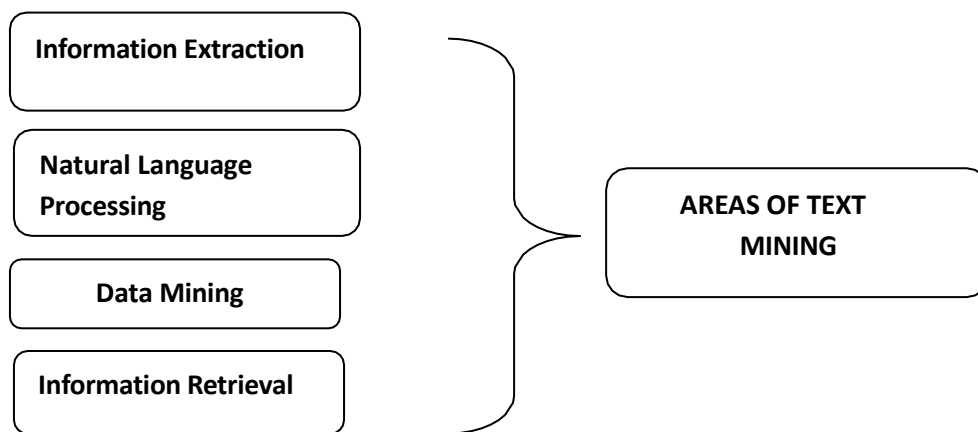 Information Extraction
Natural Language
Processing
Data Mining
Information Retrieval
AREAS OF TEXT
MINING